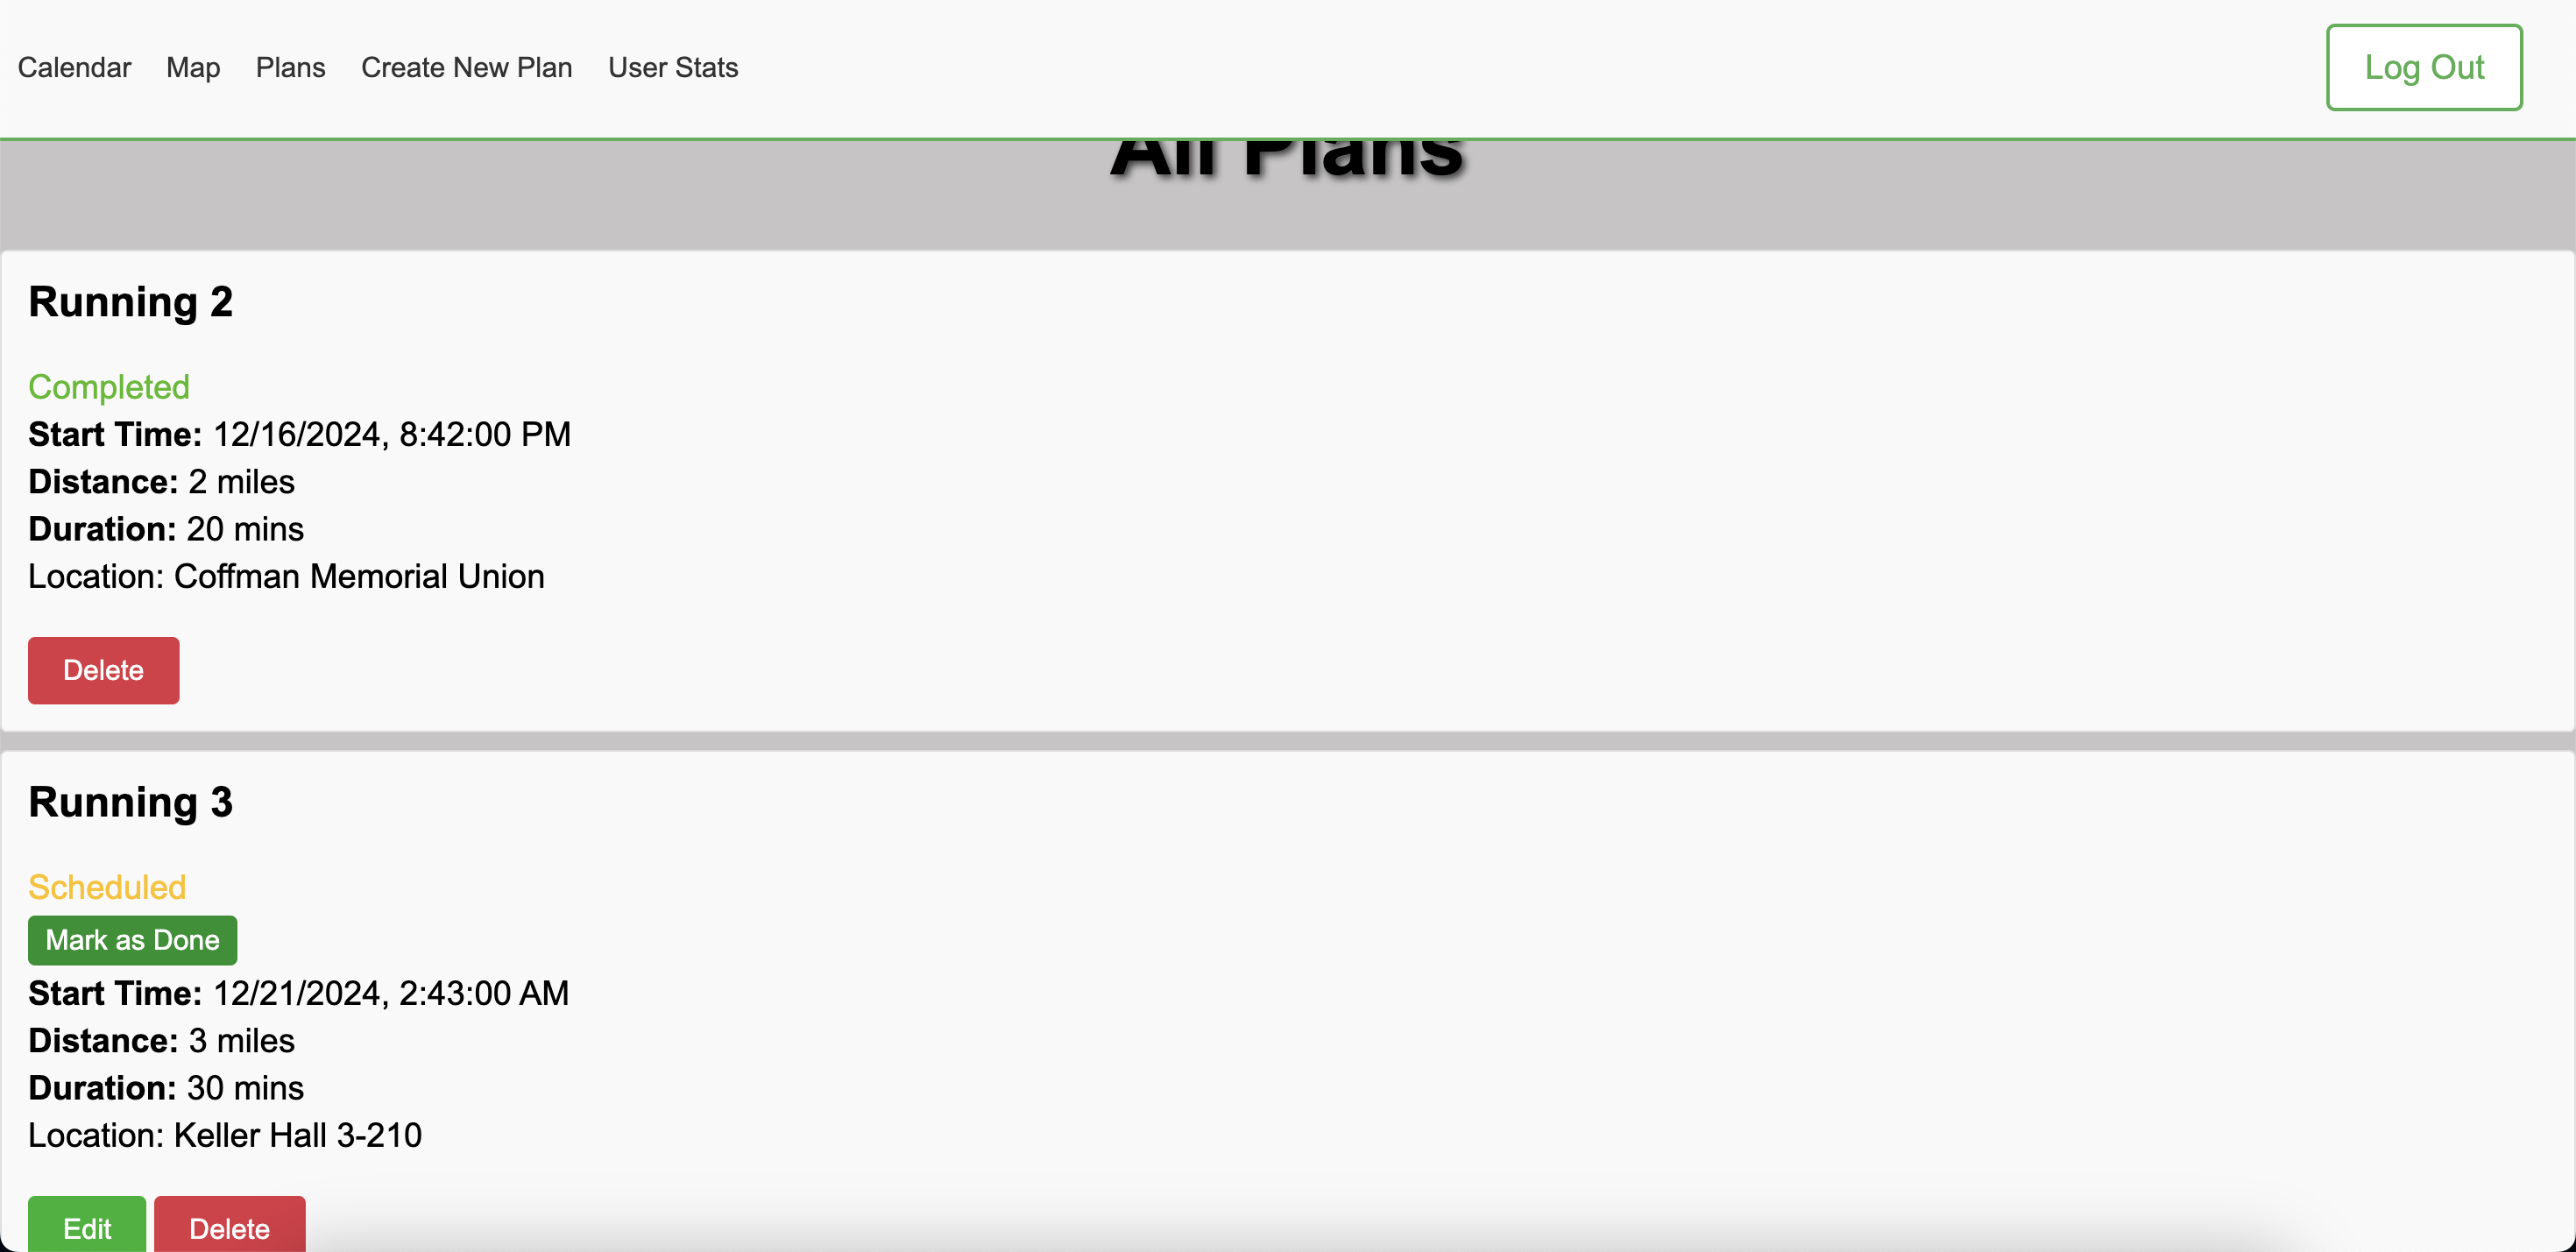 Calendar Map Plans Create New Plan User Stats Log Out
All Plans
Running 2
Completed
Start Time: 12/16/2024, 8:42:00 PM
Distance: 2 miles
Duration: 20 mins
Location: Coffman Memorial Union
Delete
Running 3
Scheduled
Mark as Done
Start Time: 12/21/2024, 2:43:00 AM
Distance: 3 miles
Duration: 30 mins
Location: Keller Hall 3-210
Edit Delete